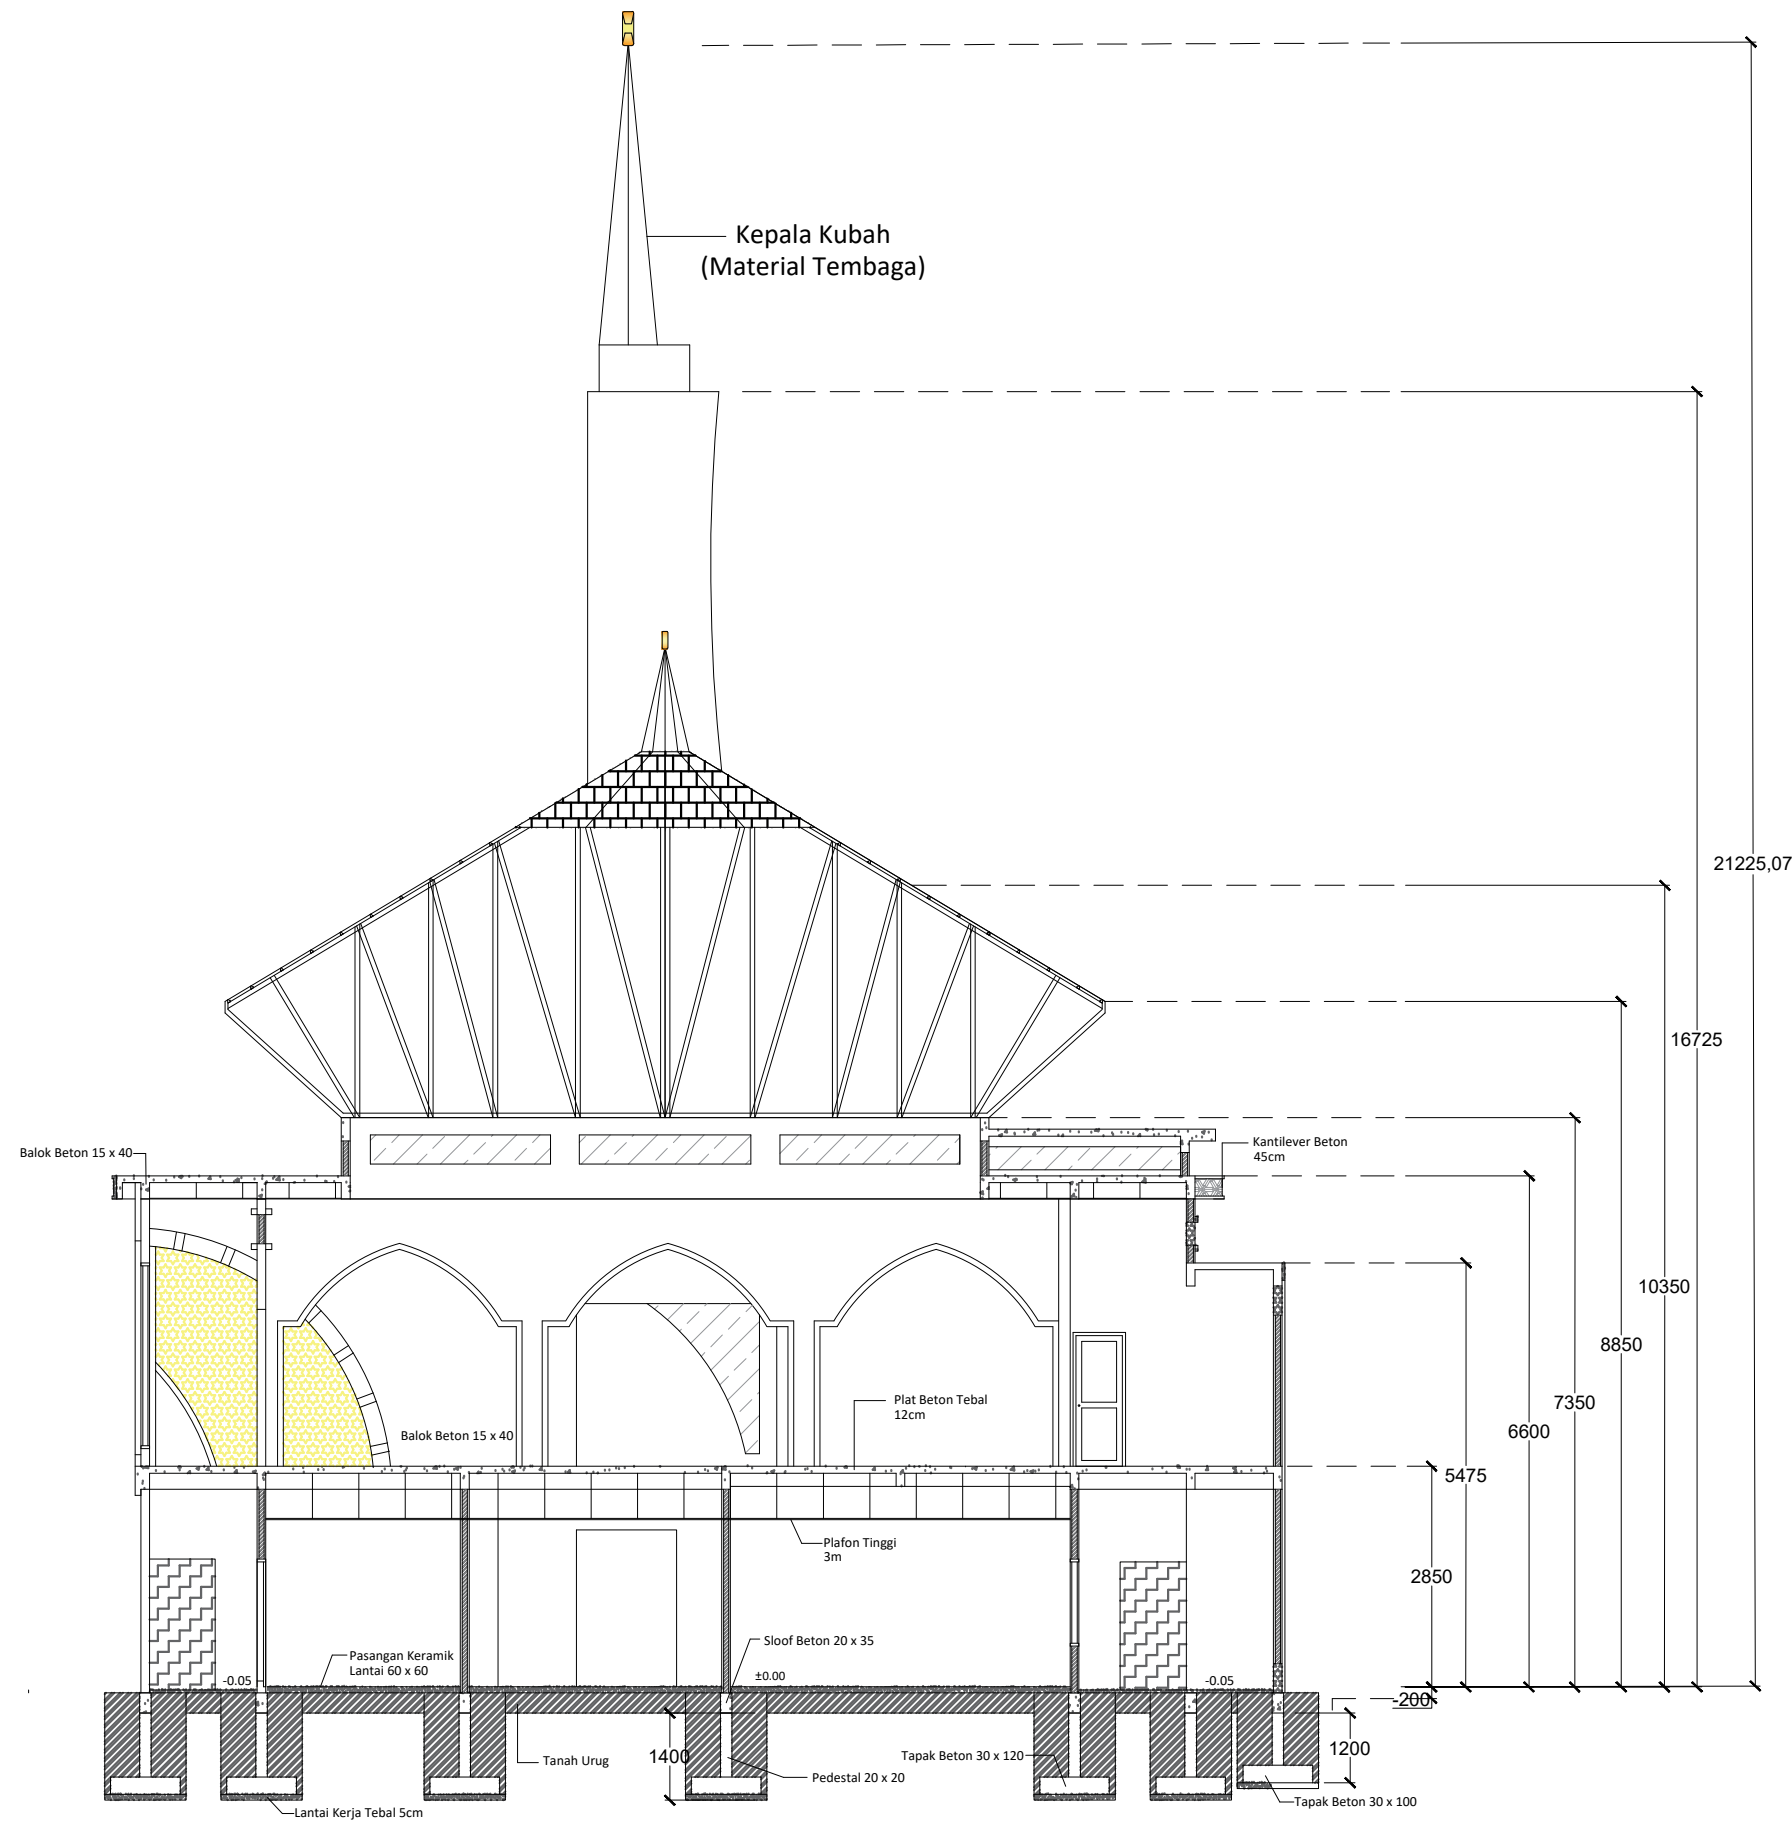 Kepala Kubah
(Material Tembaga)
21225,07
16725
Balok Beton 15 x 40
Kantilever Beton
45cm
10350
8850
7350
6600
5475
Plat Beton Tebal
12cm
Balok Beton 15 x 40
Plafon Tinggi
3m
2850
Sloof Beton 20 x 35
Pasangan Keramik
Lantai 60 x 60
-0.05
±0.00
-0.05
-200
1400
1200
Tanah Urug
Tapak Beton 30 x 120
Pedestal 20 x 20
Tapak Beton 30 x 100
Lantai Kerja Tebal 5cm